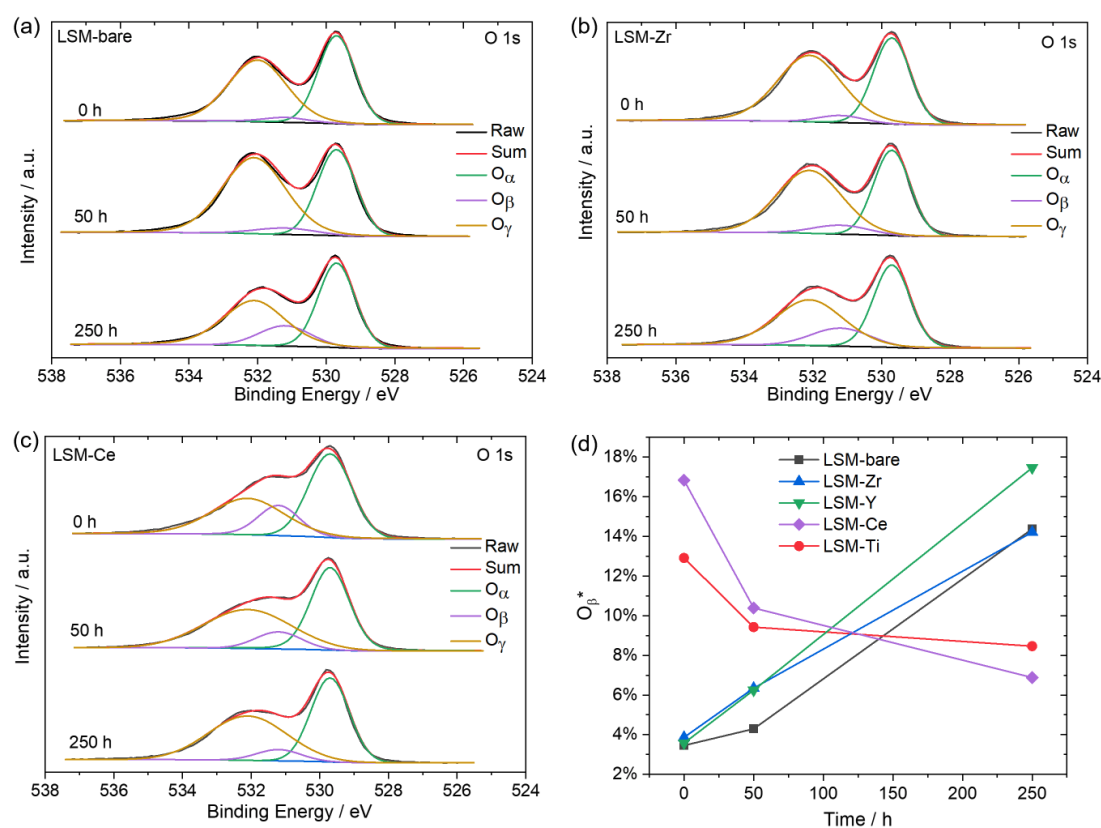 (a)
LSM-bare
O 1s
0 h
50 h
250 h
Raw
Sum
Oα
Oβ
Oγ
Intensity / a.u.
538 536 534 532 530 528 526 524
Binding Energy / eV
(b)
LSM-Zr
O 1s
0 h
50 h
250 h
Raw
Sum
Oα
Oβ
Oγ
Intensity / a.u.
538 536 534 532 530 528 526 524
Binding Energy / eV
(c)
LSM-Ce
O 1s
0 h
50 h
250 h
Raw
Sum
Oα
Oβ
Oγ
Intensity / a.u.
538 536 534 532 530 528 526 524
Binding Energy / eV
(d)
18%
16%
14%
12%
10%
8%
6%
4%
2%
Oβ*
LSM-bare
LSM-Zr
LSM-Y
LSM-Ce
LSM-Ti
0 50 100 150 200 250
Time / h